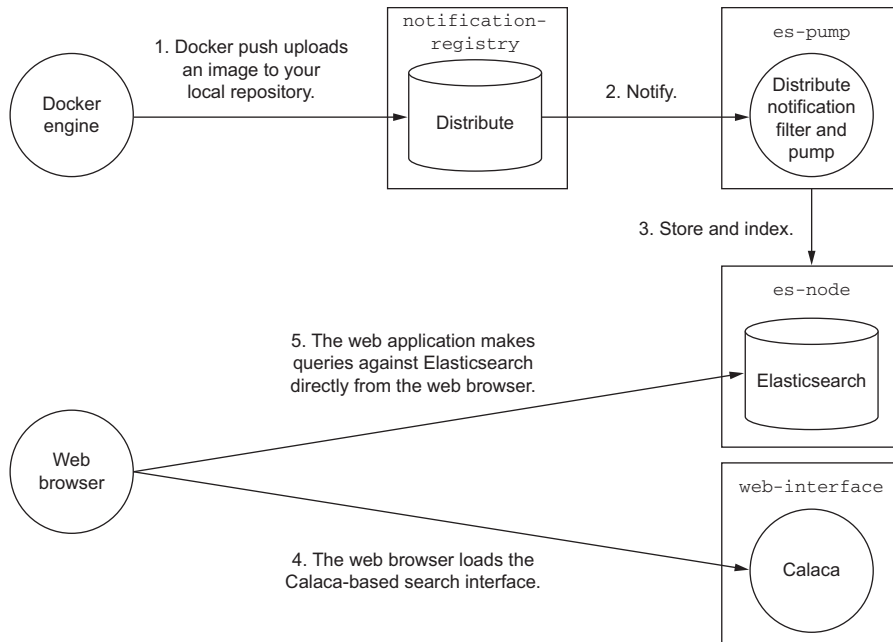 notification-
registry
es-pump
1. Docker push uploads
an image to your
local repository.
Docker
engine
Distribute
2. Notify.
Distribute
notification
filter and
pump
3. Store and index.
es-node
5. The web application makes
queries against Elasticsearch
directly from the web browser.
Elasticsearch
Web
browser
web-interface
4. The web browser loads the
Calaca-based search interface.
Calaca